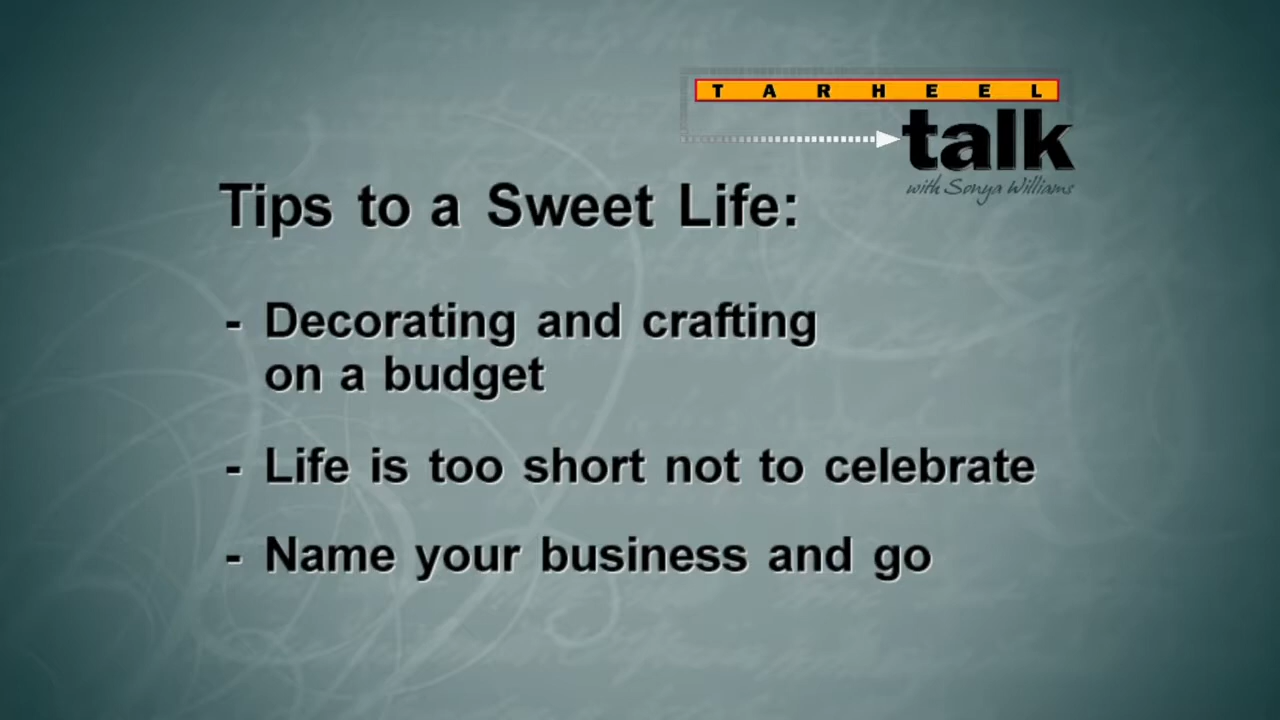 TARHEEL
talk
with Sonya Williams
Tips to a Sweet Life:
- Decorating and crafting
on a budget
- Life is too short not to celebrate
- Name your business and go